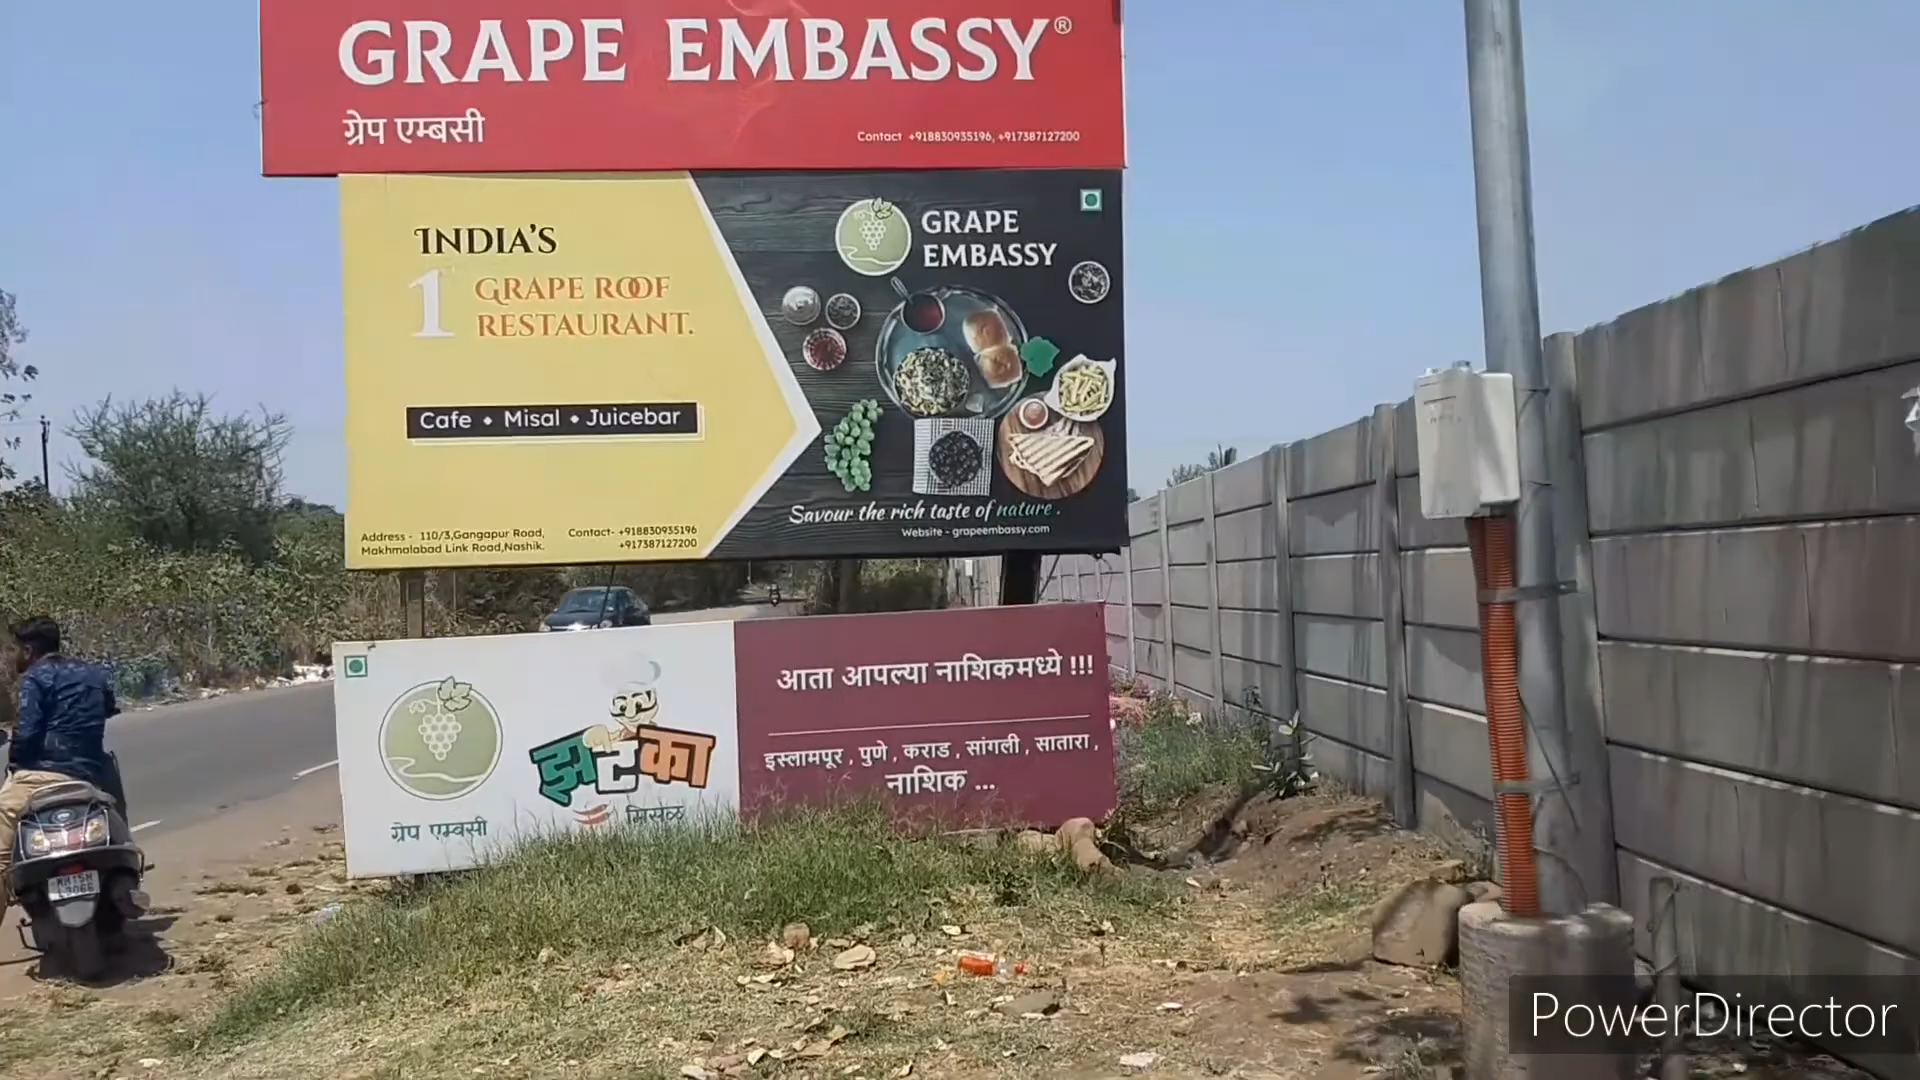 GRAPE EMBASSY®
ग्रेप एम्बसी
Contact +918830935196, +917387127200
INDIA'S
1 GRAPE ROOF
RESTAURANT.
Cafe • Misal • Juicebar
Address - 110/3,Gangapur Road,
Makhmalabad Link Road,Nashik.
Contact- +918830935196
+917387127200
GRAPE
EMBASSY
Savour the rich taste of nature .
Website - grapeembassy.com
ग्रेप एम्बसी
झटका
मिसळ
आता आपल्या नाशिकमध्ये !!!
इस्लामपूर , पुणे , कराड , सांगली , सातारा ,
नाशिक ...
PowerDirector